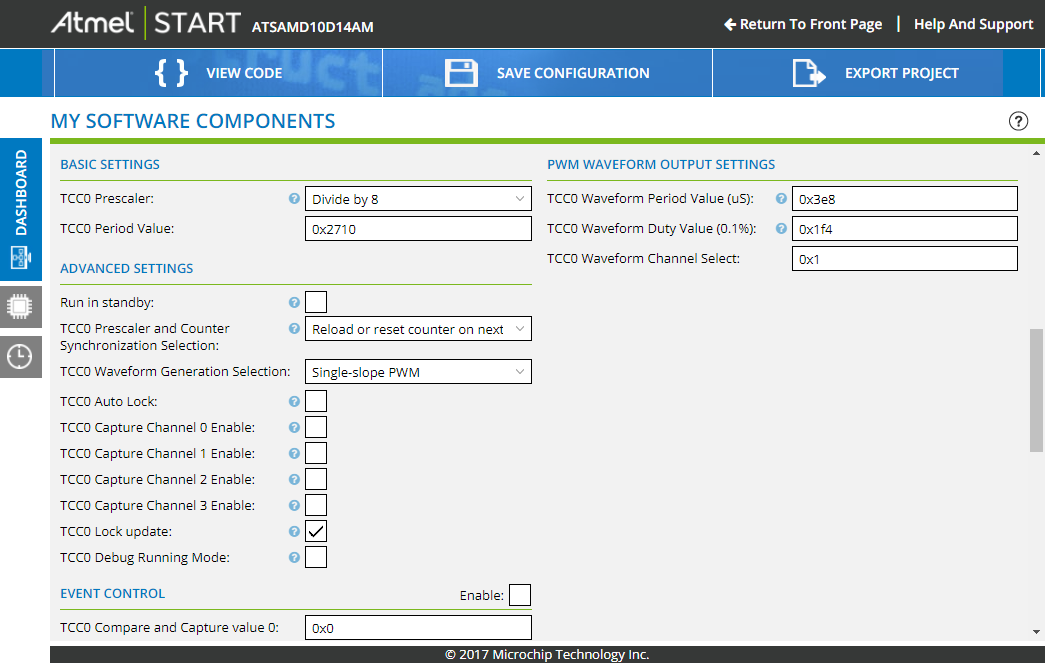 Atmel START ATSAMD10D14AM
Return To Front Page | Help And Support
VIEW CODE
SAVE CONFIGURATION
EXPORT PROJECT
MY SOFTWARE COMPONENTS
?
DASHBOARD
BASIC SETTINGS
TCC0 Prescaler: ? Divide by 8
TCC0 Period Value: 0x2710
ADVANCED SETTINGS
Run in standby: ?
TCC0 Prescaler and Counter
Synchronization Selection: ? Reload or reset counter on next
TCC0 Waveform Generation Selection: Single-slope PWM
TCC0 Auto Lock: ?
TCC0 Capture Channel 0 Enable: ?
TCC0 Capture Channel 1 Enable: ?
TCC0 Capture Channel 2 Enable: ?
TCC0 Capture Channel 3 Enable: ?
TCC0 Lock update: ?
TCC0 Debug Running Mode: ?
EVENT CONTROL Enable:
TCC0 Compare and Capture value 0: 0x0
PWM WAVEFORM OUTPUT SETTINGS
TCC0 Waveform Period Value (uS): ? 0x3e8
TCC0 Waveform Duty Value (0.1%): ? 0x1f4
TCC0 Waveform Channel Select: 0x1
© 2017 Microchip Technology Inc.